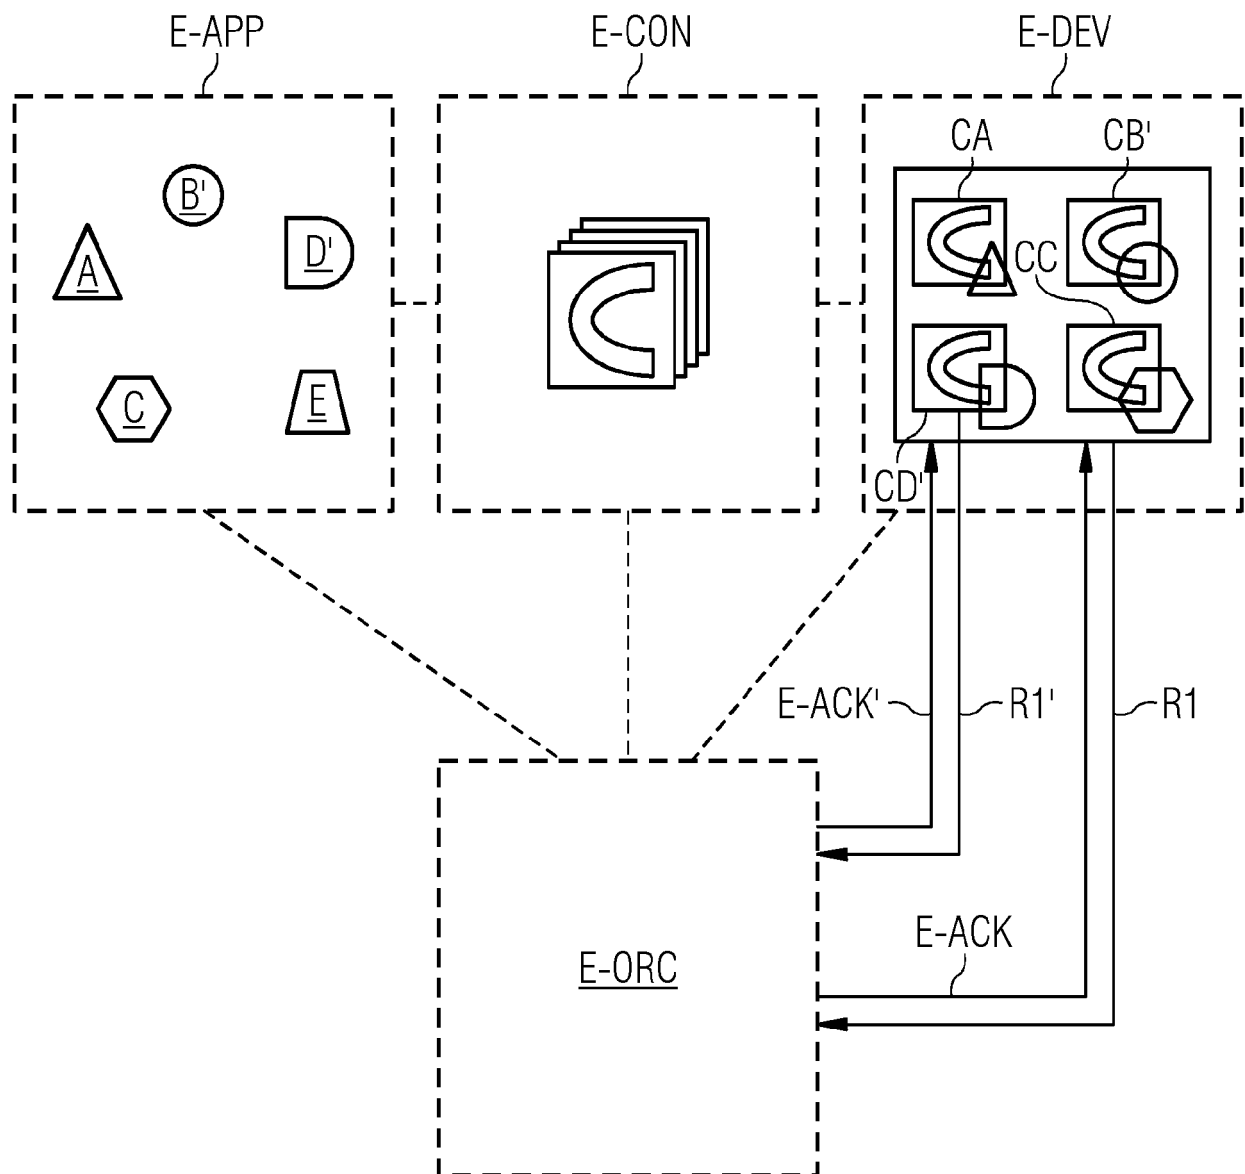 E-APP E-CON E-DEV
CA CB'
B'
D'
A
CC
C E
CD'
E-ACK' R1' R1
E-ACK
E-ORC